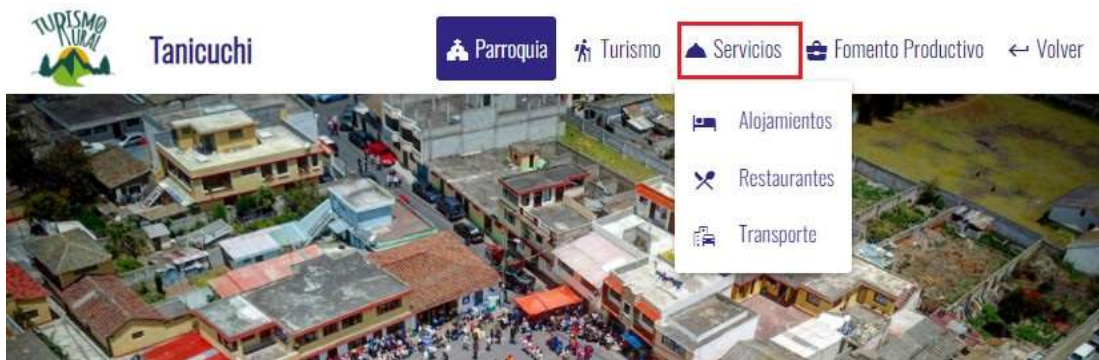 TURISMO
RURAL
Tanicuchi
Parroquia
Turismo
Servicios
Fomento Productivo
Volver
Alojamientos
Restaurantes
Transporte